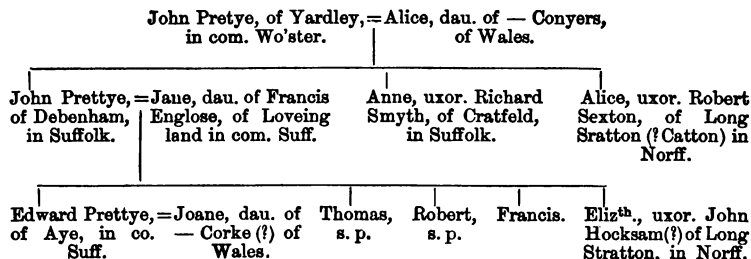 John Pretye, of Yardley,=Alice, dau. of — Conyers,
in com. Wo'ster. of Wales.
John Prettye,=Jane, dau. of Francis Anne, uxor. Richard Alice, uxor. Robert
of Debenham, Englose, of Loveing Smyth, of Cratfeld, Sexton, of Long
in Suffolk. land in com. Suff. in Suffolk. Sratton (? Catton) in
Norff.
Edward Prettye,=Joane, dau. of Thomas, Robert, Francis. Elizth., uxor. John
of Aye, in co. — Corke (?) of s. p. s. p. Hocksam(?) of Long
Suff. Wales. Stratton, in Norff.